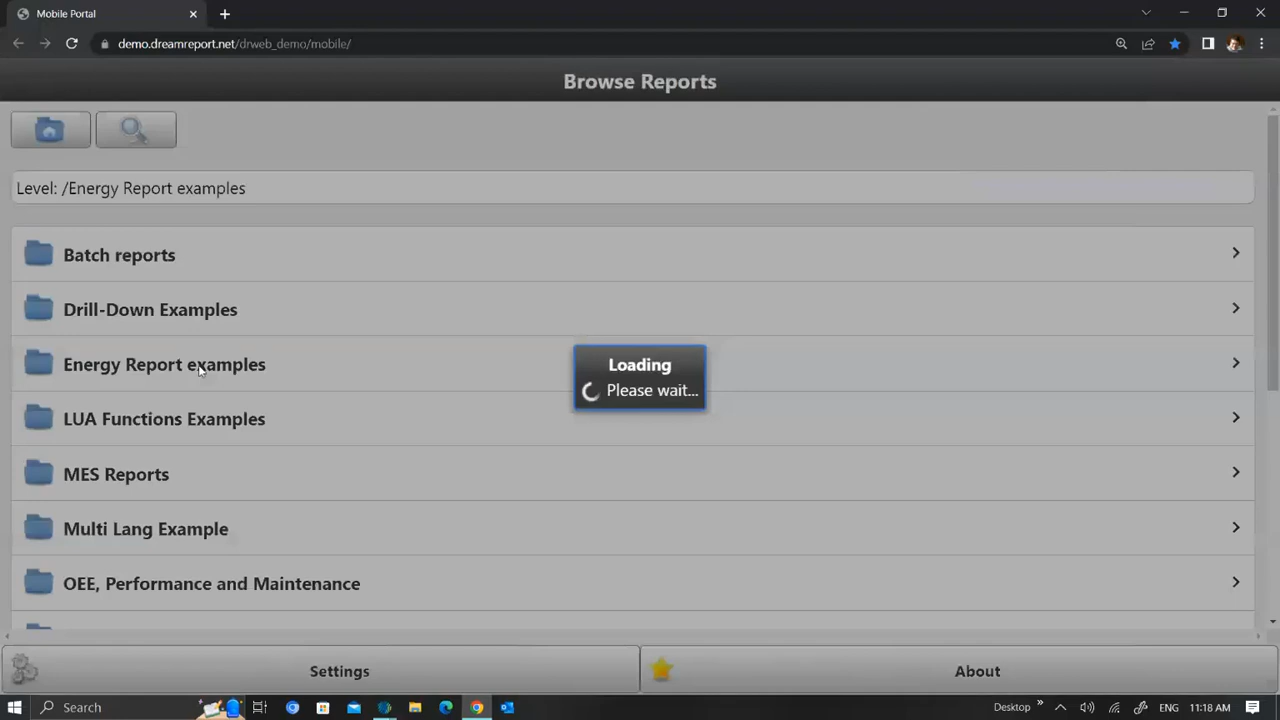 Mobile Portal
demo.dreamreport.net/drweb_demo/mobile/
Browse Reports
Level: /Energy Report examples
Batch reports
Drill-Down Examples
Energy Report examples
LUA Functions Examples
MES Reports
Multi Lang Example
OEE, Performance and Maintenance
Loading
Please wait...
Settings
About
Search
Desktop
ENG
11:18 AM